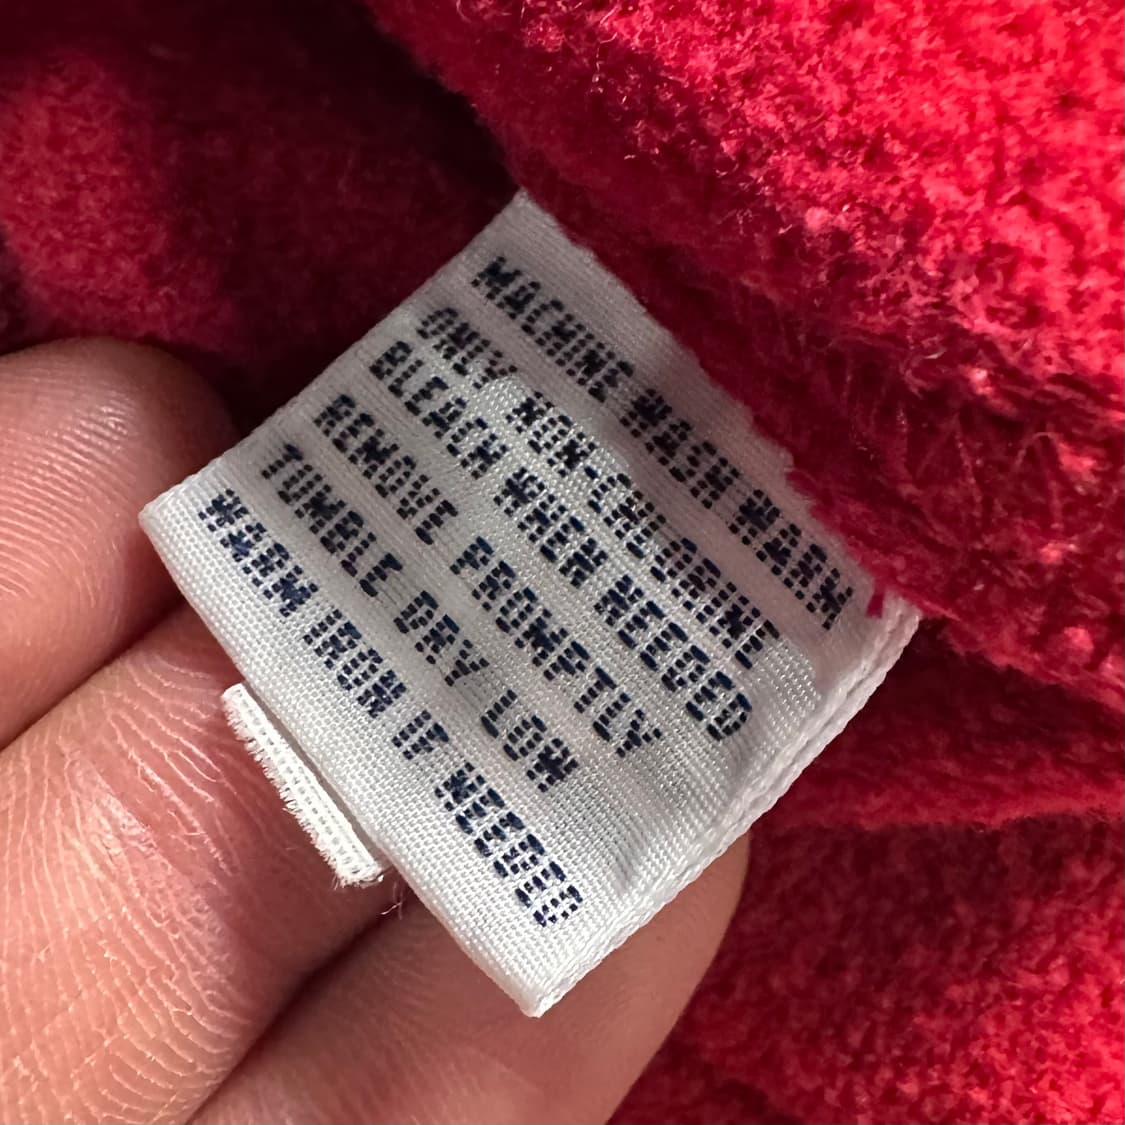 MACHINE WASH WARM
ONLY NON-CHLORINE
BLEACH WHEN NEEDED
REMOVE PROMPTLY
TUMBLE DRY LOW
WARM IRON IF NEEDED